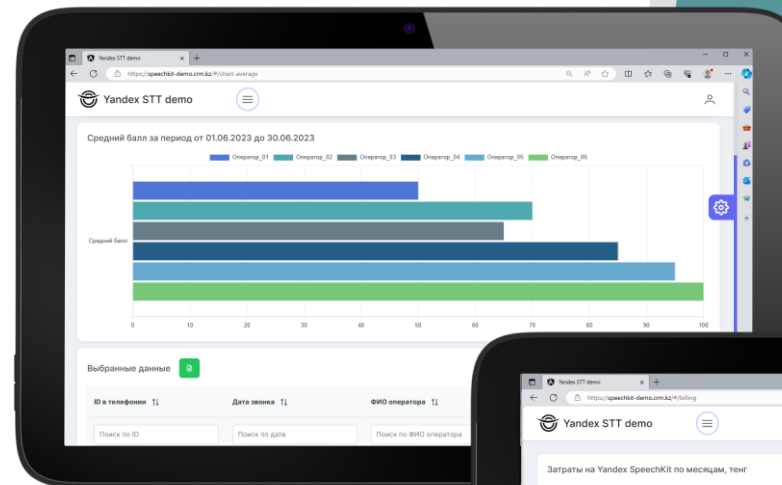 Yandex STT demo
https://speechkit-demo.crm.kz/#/chart-average
Yandex STT demo
Средний балл за период от 01.06.2023 до 30.06.2023
Оператор_01 Оператор_02 Оператор_03 Оператор_04 Оператор_05 Оператор_06
Средний балл
0 10 20 30 40 50 60 70 80 90 100
Выбранные данные
ID в телефонии Дата звонка ФИО оператора
Поиск по ID Поиск по дате Поиск по ФИО оператора
Yandex STT demo
https://speechkit-demo.crm.kz/#/billing
Yandex STT demo
Затраты на Yandex SpeechKit по месяцам, тенг